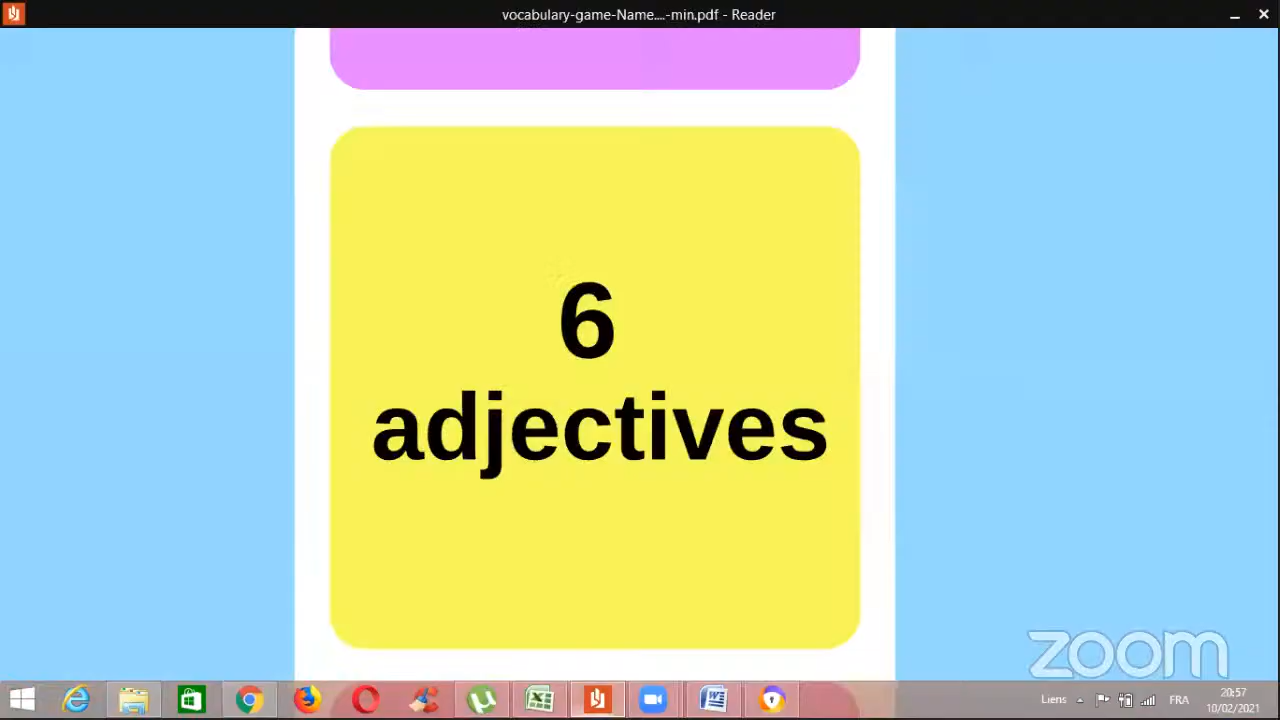 vocabulary-game-Name....-min.pdf - Reader
6
adjectives
zoom
Liens
FRA
20:57
10/02/2021